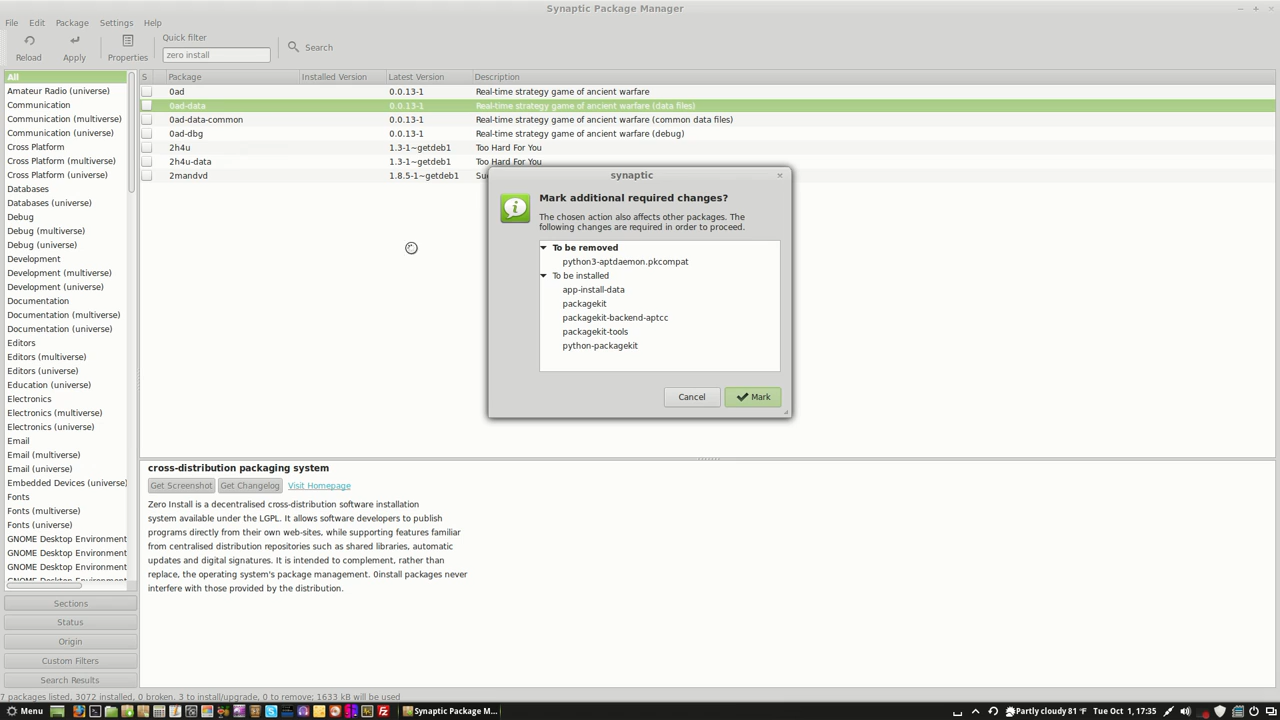 Synaptic Package Manager
File Edit Package Settings Help
Reload Apply Properties Quick filter zero install Search
S Package Installed Version Latest Version Description
0ad 0.0.13-1 Real-time strategy game of ancient warfare
0ad-data 0.0.13-1 Real-time strategy game of ancient warfare (data files)
0ad-data-common 0.0.13-1 Real-time strategy game of ancient warfare (common data files)
0ad-dbg 0.0.13-1 Real-time strategy game of ancient warfare (debug)
2h4u 1.3-1~getdeb1 Too Hard For You
2h4u-data 1.3-1~getdeb1 Too Hard For You
2mandvd 1.8.5-1~getdeb1
All
Amateur Radio (universe)
Communication
Communication (multiverse)
Communication (universe)
Cross Platform
Cross Platform (multiverse)
Cross Platform (universe)
Databases
Databases (universe)
Debug
Debug (multiverse)
Debug (universe)
Development
Development (multiverse)
Development (universe)
Documentation
Documentation (multiverse)
Documentation (universe)
Editors
Editors (multiverse)
Editors (universe)
Education (universe)
Electronics
Electronics (multiverse)
Electronics (universe)
Email
Email (multiverse)
Email (universe)
Embedded Devices (universe)
Fonts
Fonts (multiverse)
Fonts (universe)
GNOME Desktop Environment
GNOME Desktop Environment
GNOME Desktop Environment
GNOME Desktop Environment
Sections
Status
Origin
Custom Filters
Search Results
synaptic
Mark additional required changes?
The chosen action also affects other packages. The
following changes are required in order to proceed.
To be removed
python3-aptdaemon.pkcompat
To be installed
app-install-data
packagekit
packagekit-backend-aptcc
packagekit-tools
python-packagekit
Cancel Mark
cross-distribution packaging system
Get Screenshot Get Changelog Visit Homepage
Zero Install is a decentralised cross-distribution software installation
system available under the LGPL. It allows software developers to publish
programs directly from their own web-sites, while supporting features familiar
from centralised distribution repositories such as shared libraries, automatic
updates and digital signatures. It is intended to complement, rather than
replace, the operating system's package management. 0install packages never
interfere with those provided by the distribution.
7 packages listed, 3072 installed, 0 broken. 3 to install/upgrade, 0 to remove; 1633 kB will be used
Menu Synaptic Package M... Partly cloudy 81 °F Tue Oct 1, 17:35